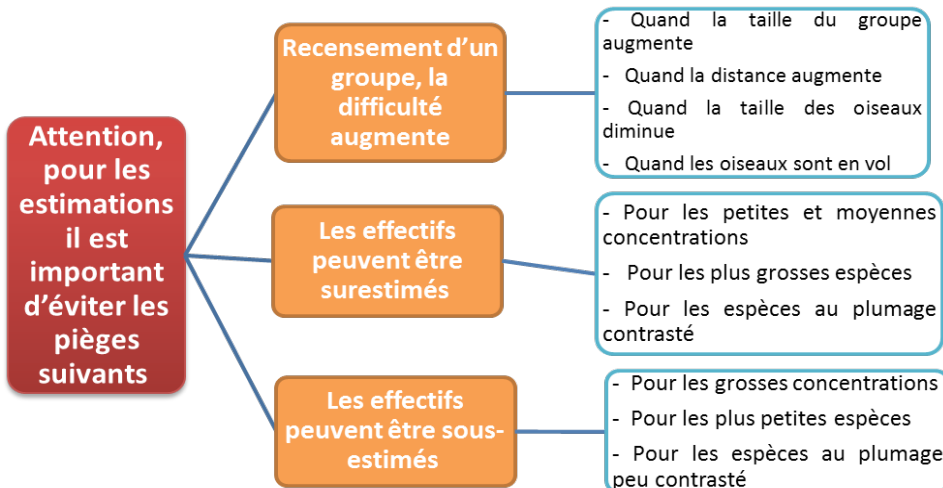 Attention,
pour les
estimations
il est
important
d'éviter les
pièges
suivants
Recensement d'un
groupe, la
difficulté
augmente
- Quand la taille du groupe
augmente
- Quand la distance augmente
- Quand la taille des oiseaux
diminue
- Quand les oiseaux sont en vol
Les effectifs
peuvent être
surestimés
- Pour les petites et moyennes
concentrations
- Pour les plus grosses espèces
- Pour les espèces au plumage
contrasté
Les effectifs
peuvent être sous-
estimés
- Pour les grosses concentrations
- Pour les plus petites espèces
- Pour les espèces au plumage
peu contrasté